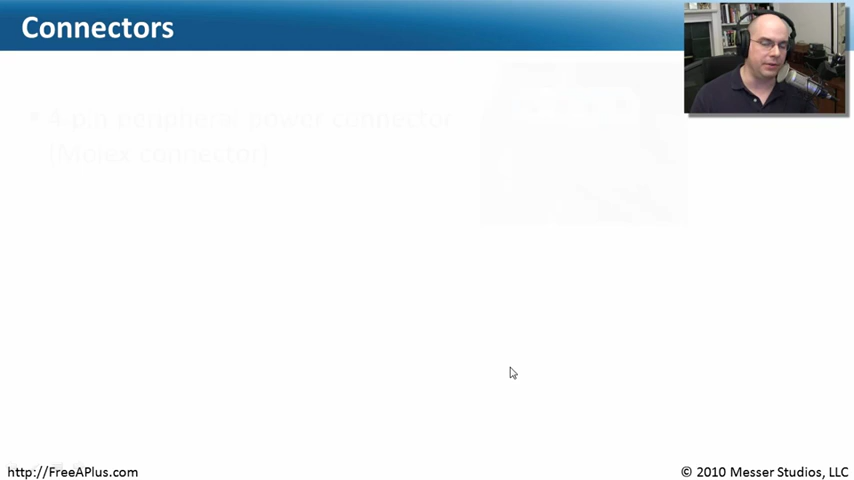 Connectors
• 4-pin peripheral power connector
(Molex connector)
http://FreeAPlus.com
© 2010 Messer Studios, LLC